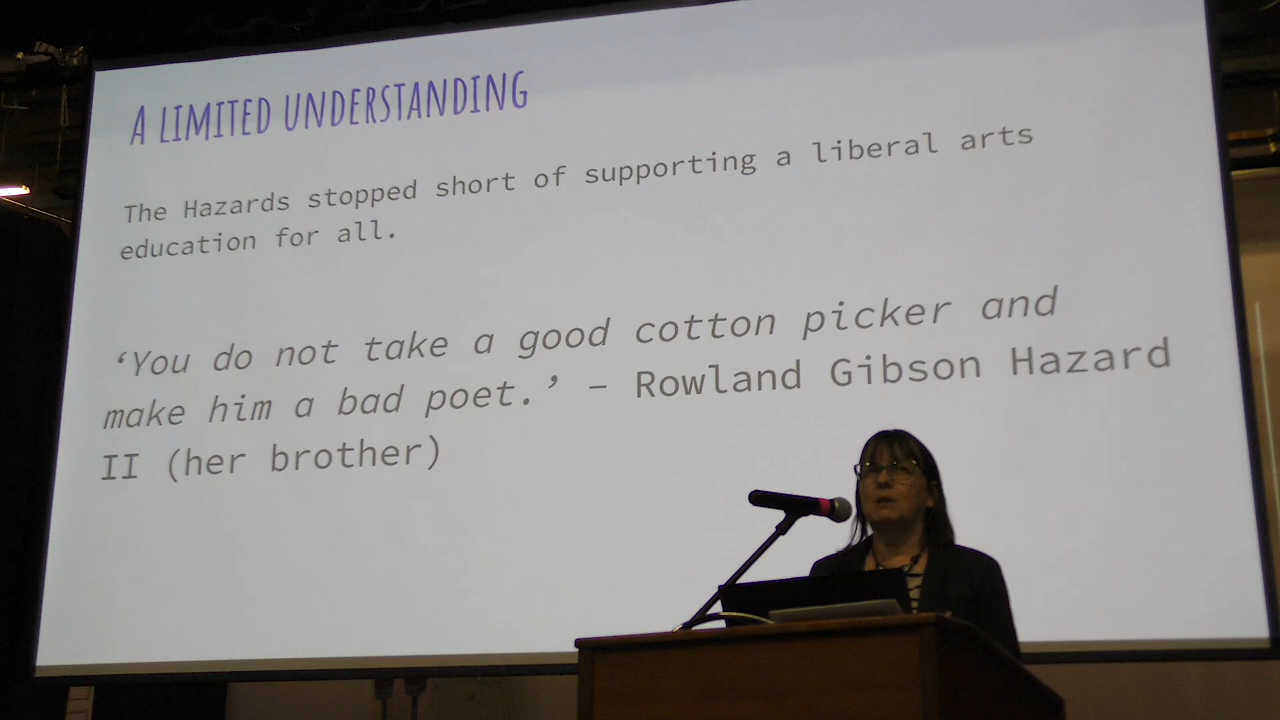 A LIMITED UNDERSTANDING
The Hazards stopped short of supporting a liberal arts
education for all.
‘You do not take a good cotton picker and
make him a bad poet.’ – Rowland Gibson Hazard
II (her brother)